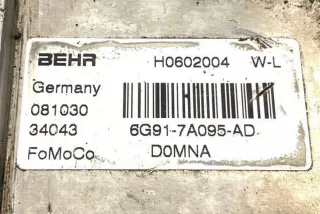 BEHR H0602004 W-L
Germany
081030
34043 6G91-7A095-AD
FoMoCo D0MNA